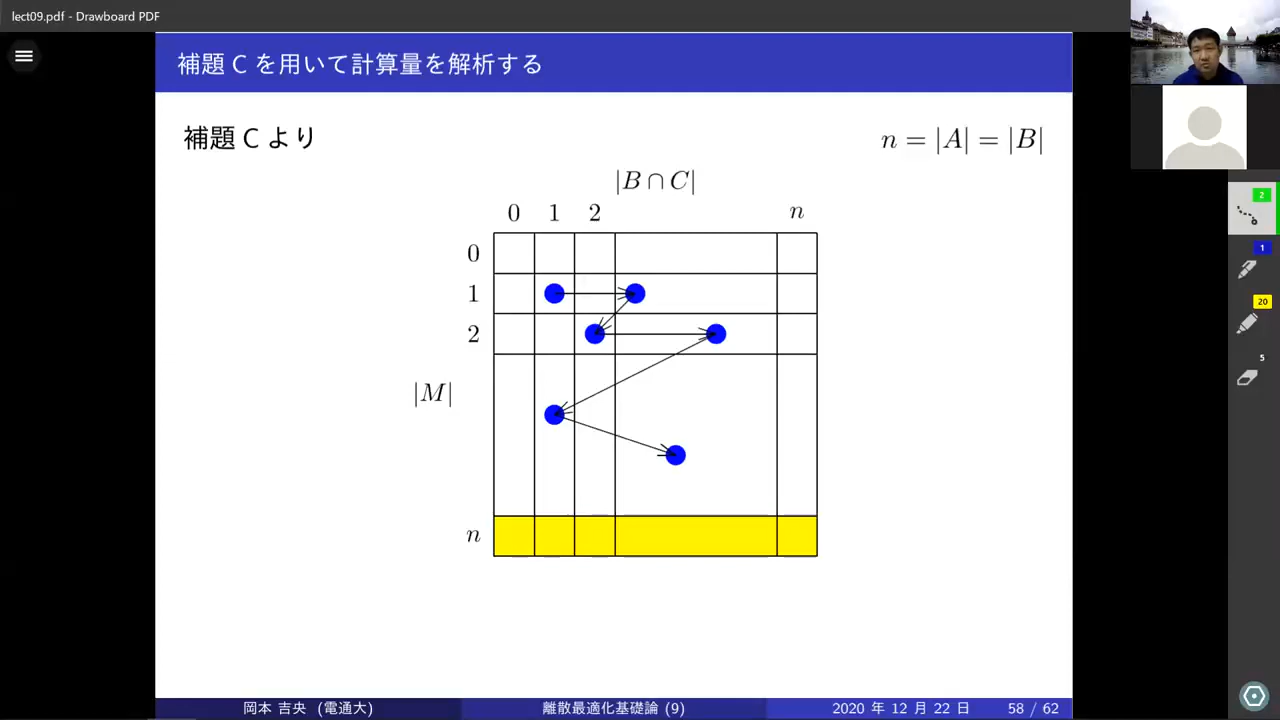 lect09.pdf - Drawboard PDF
補題 C を用いて計算量を解析する
補題 C より
n = |A| = |B|
|B ∩ C|
0 1 2 n
0
1
2
|M|
n
2
1
20
5
岡本 吉央 (電通大)
離散最適化基礎論 (9)
2020 年 12 月 22 日 58 / 62